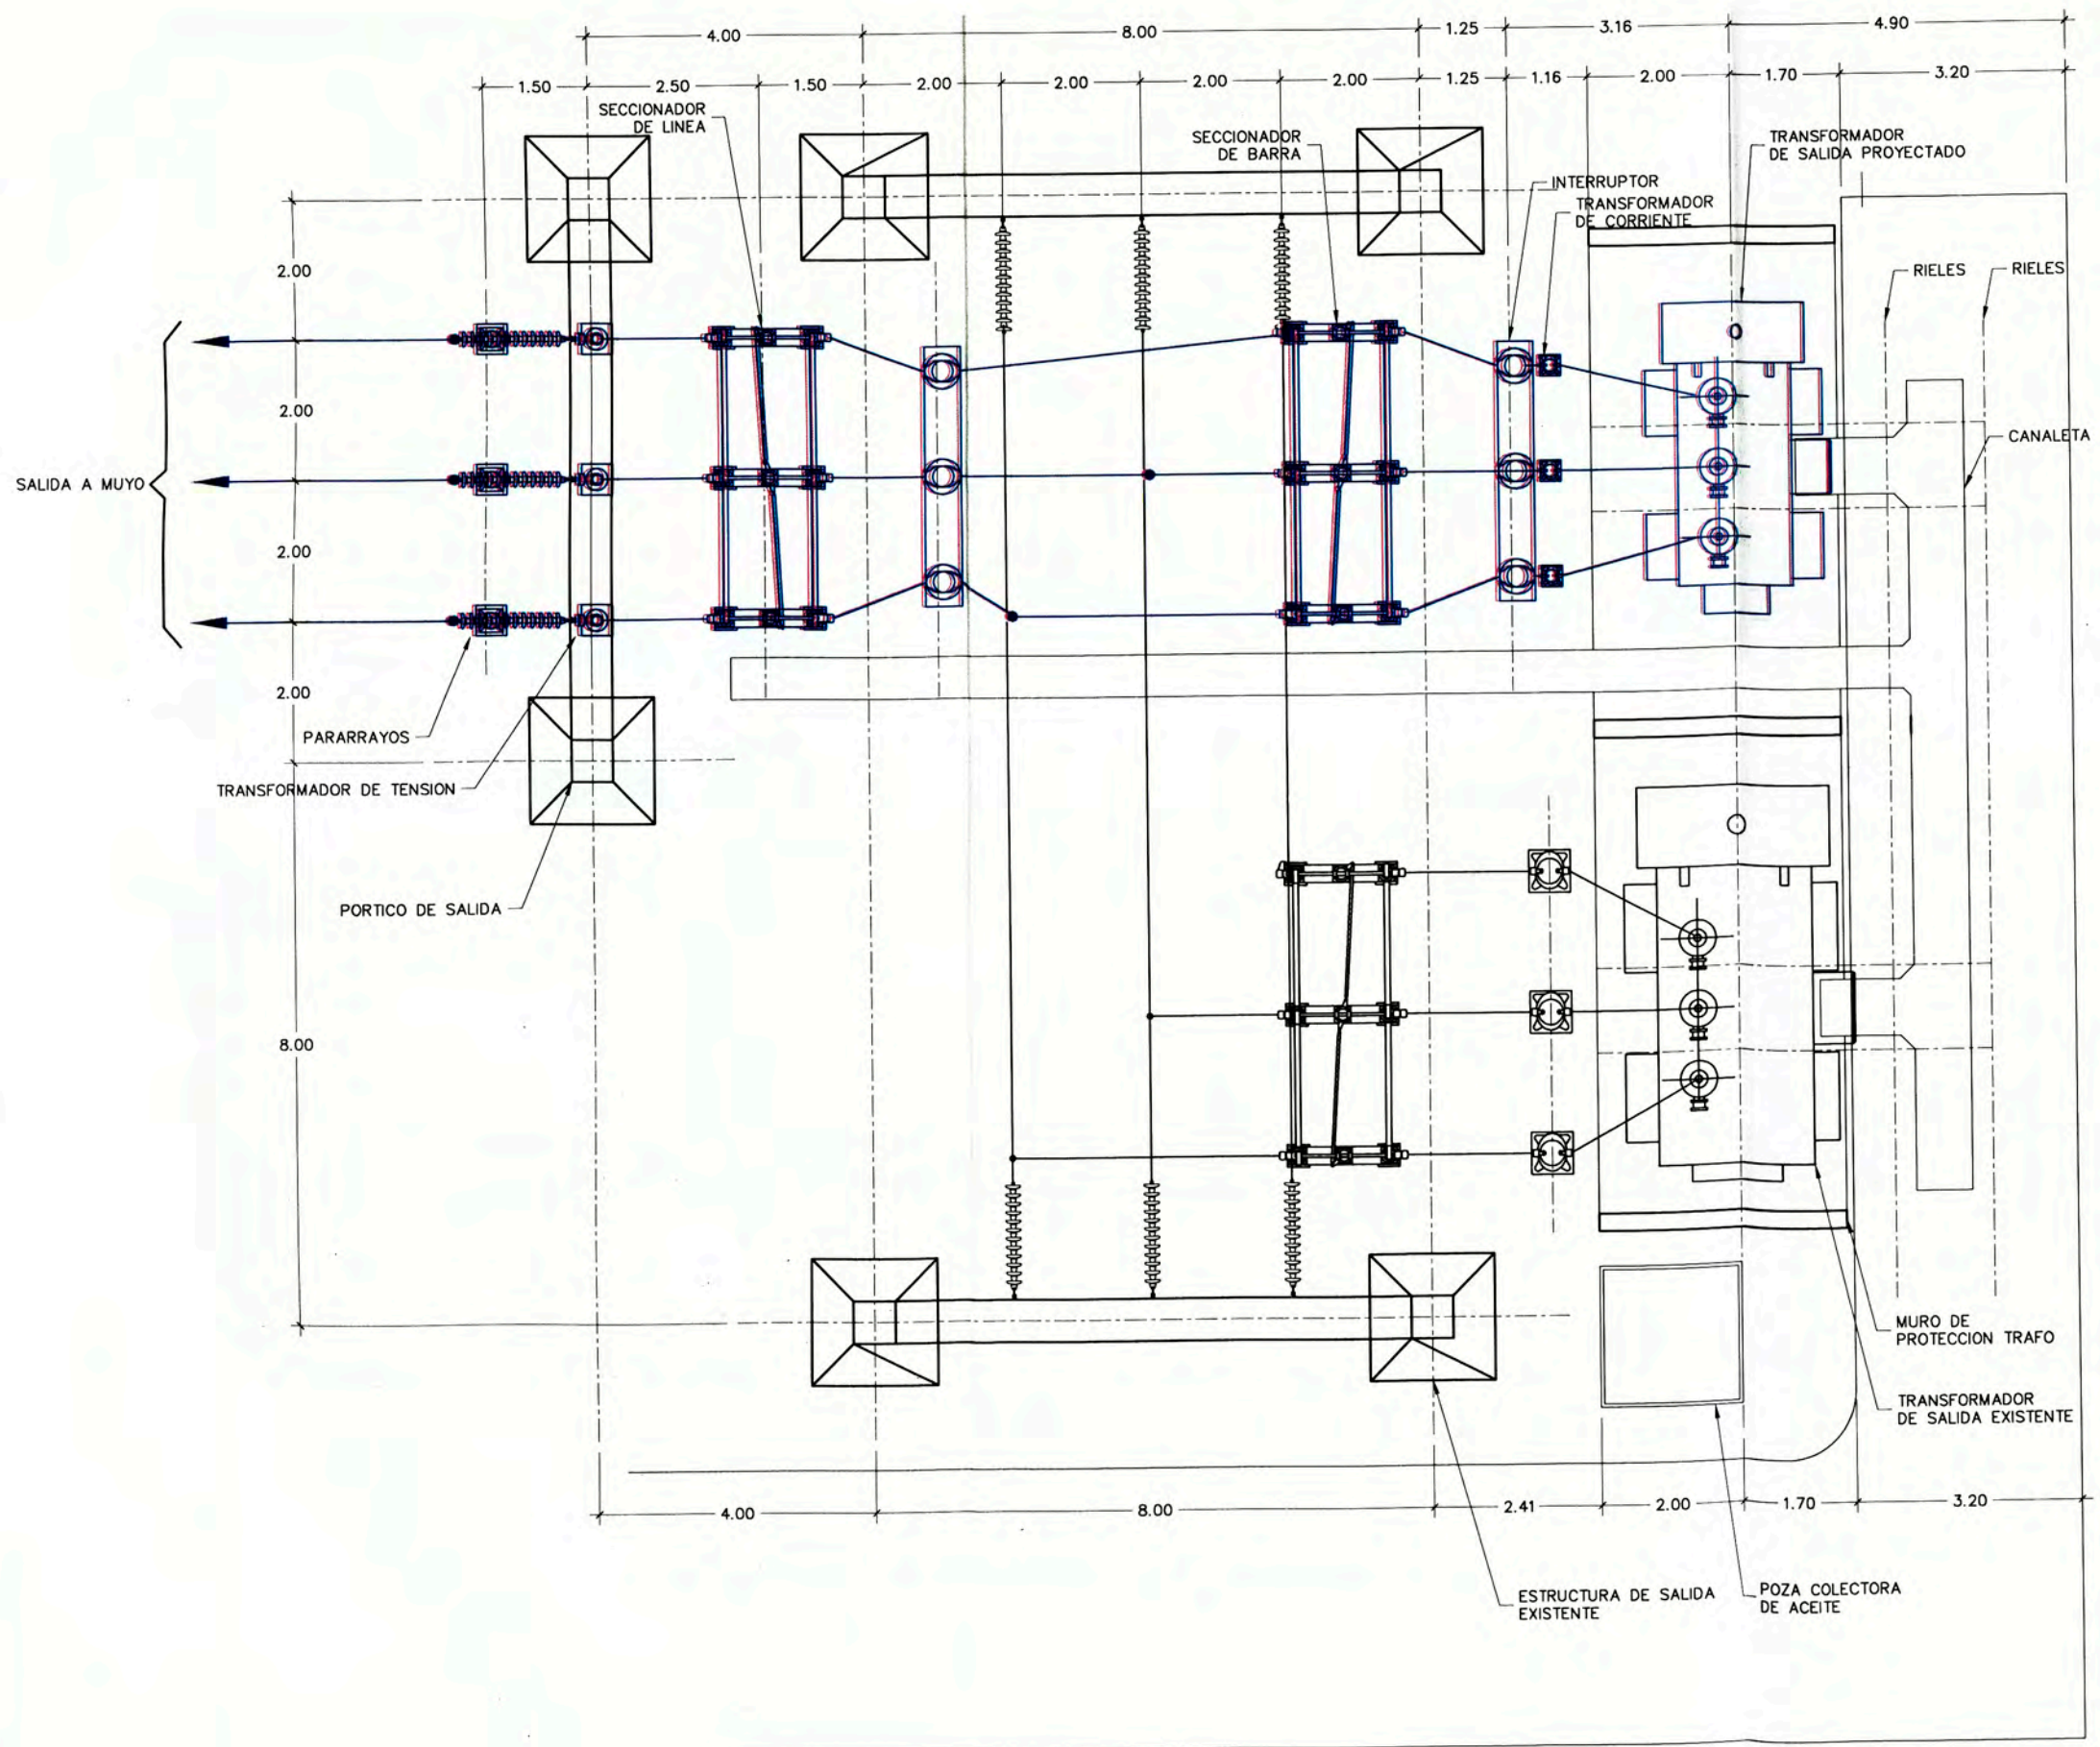 4.00
8.00
1.25
3.16
4.90
1.50
2.50
1.50
2.00
2.00
2.00
2.00
1.25
1.16
2.00
1.70
3.20
SECCIONADOR
DE LINEA
SECCIONADOR
DE BARRA
TRANSFORMADOR
DE SALIDA PROYECTADO
INTERRUPTOR
TRANSFORMADOR
DE CORRIENTE
RIELES
RIELES
2.00
2.00
CANALETA
SALIDA A MUYO
2.00
2.00
PARARRAYOS
TRANSFORMADOR DE TENSION
PORTICO DE SALIDA
8.00
MURO DE
PROTECCION TRAFO
TRANSFORMADOR
DE SALIDA EXISTENTE
4.00
8.00
2.41
2.00
1.70
3.20
ESTRUCTURA DE SALIDA
EXISTENTE
POZA COLECTORA
DE ACEITE